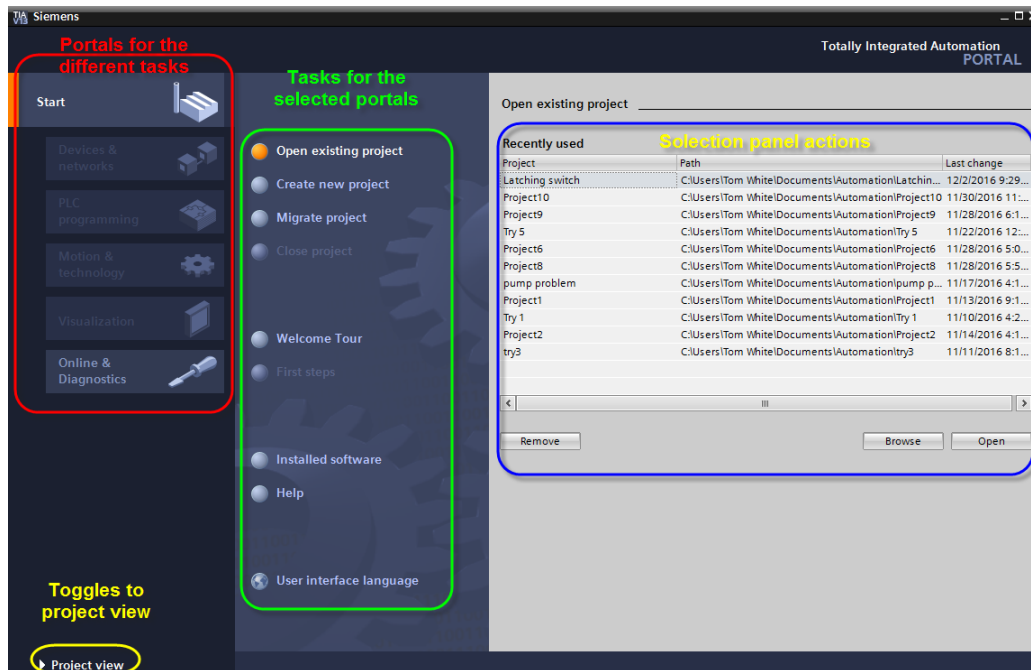 Siemens
Totally Integrated Automation
PORTAL
Portals for the
different tasks
Start
Devices &
networks
PLC
programming
Motion &
technology
Visualization
Online &
Diagnostics
Toggles to
project view
Project view
Tasks for the
selected portals
Open existing project
Create new project
Migrate project
Close project
Welcome Tour
First steps
Installed software
Help
User interface language
Open existing project
Recently used
Selection panel actions
Project Path Last change
Latching switch C:\Users\Tom White\Documents\Automation\Latchin... 12/2/2016 9:29...
Project10 C:\Users\Tom White\Documents\Automation\Project10 11/30/2016 11:...
Project9 C:\Users\Tom White\Documents\Automation\Project9 11/28/2016 6:1...
Try 5 C:\Users\Tom White\Documents\Automation\Try 5 11/22/2016 12:...
Project6 C:\Users\Tom White\Documents\Automation\Project6 11/28/2016 5:0...
Project8 C:\Users\Tom White\Documents\Automation\Project8 11/28/2016 5:5...
pump problem C:\Users\Tom White\Documents\Automation\pump p... 11/17/2016 4:1...
Project1 C:\Users\Tom White\Documents\Automation\Project1 11/13/2016 9:1...
Try 1 C:\Users\Tom White\Documents\Automation\Try 1 11/10/2016 4:2...
Project2 C:\Users\Tom White\Documents\Automation\Project2 11/14/2016 4:1...
try3 C:\Users\Tom White\Documents\Automation\try3 11/11/2016 8:1...
Remove Browse Open